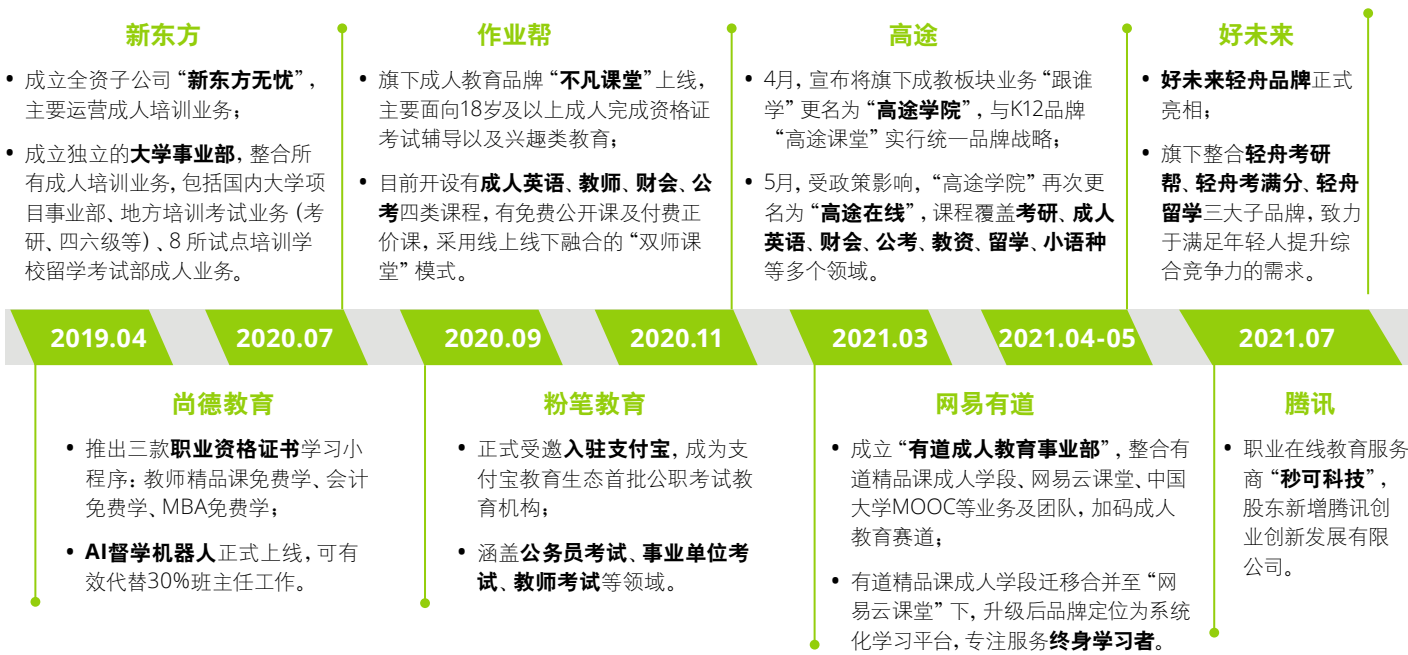 新东方
• 成立全资子公司“新东方无忧”，
主要运营成人培训业务；
• 成立独立的大学事业部，整合所
有成人培训业务，包括国内大学项
目事业部、地方培训考试业务（考
研、四六级等）、8 所试点培训学
校留学考试部成人业务。
作业帮
• 旗下成人教育品牌“不凡课堂”上线，
主要面向18岁及以上成人完成资格证
考试辅导以及兴趣类教育；
• 目前开设有成人英语、教师、财会、公
考四类课程，有免费公开课及付费正
价课，采用线上线下融合的“双师课
堂”模式。
高途
• 4月，宣布将旗下成教板块业务“跟谁
学”更名为“高途学院”，与K12品牌
“高途课堂”实行统一品牌战略；
• 5月，受政策影响，“高途学院”再次更
名为“高途在线”，课程覆盖考研、成人
英语、财会、公考、教资、留学、小语种
等多个领域。
好未来
• 好未来轻舟品牌正式
亮相；
• 旗下整合轻舟考研
帮、轻舟考满分、轻舟
留学三大子品牌，致力
于满足年轻人提升综
合竞争力的需求。
2019.04
2020.07
2020.09
2020.11
2021.03
2021.04-05
2021.07
尚德教育
• 推出三款职业资格证书学习小
程序：教师精品课免费学、会计
免费学、MBA免费学；
• AI督学机器人正式上线，可有
效代替30%班主任工作。
粉笔教育
• 正式受邀入驻支付宝，成为支
付宝教育生态首批公职考试教
育机构；
• 涵盖公务员考试、事业单位考
试、教师考试等领域。
网易有道
• 成立“有道成人教育事业部”，整合有
道精品课成人学段、网易云课堂、中国
大学MOOC等业务及团队，加码成人
教育赛道；
• 有道精品课成人学段迁移合并至“网
易云课堂”下，升级后品牌定位为系统
化学习平台，专注服务终身学习者。
腾讯
• 职业在线教育服务
商“秒可科技”，
股东新增腾讯创
业创新发展有限
公司。